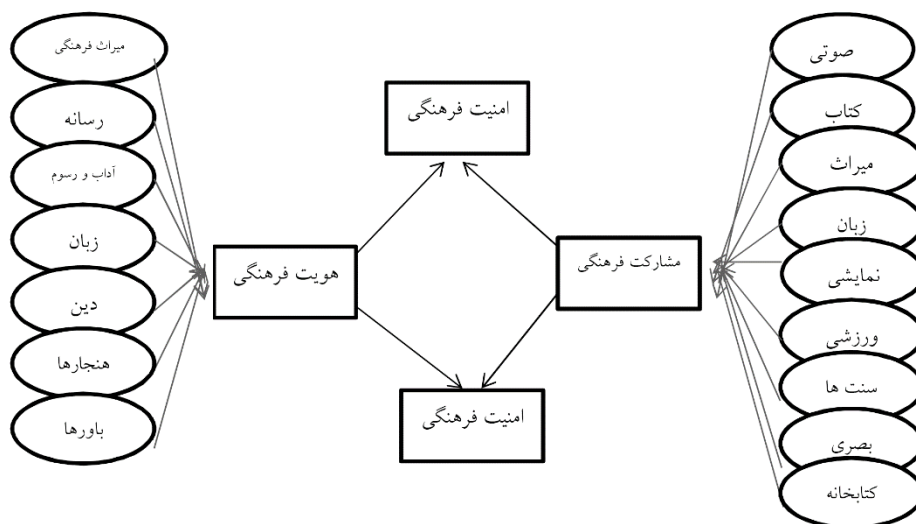 میراث فرهنگی
رسانه
آداب و رسوم
زبان
دین
هنجارها
باورها
هویت فرهنگی
امنیت فرهنگی
امنیت فرهنگی
مشارکت فرهنگی
صوتی
کتاب
میراث
زبان
نمایشی
ورزشی
سنت ها
بصری
کتابخانه